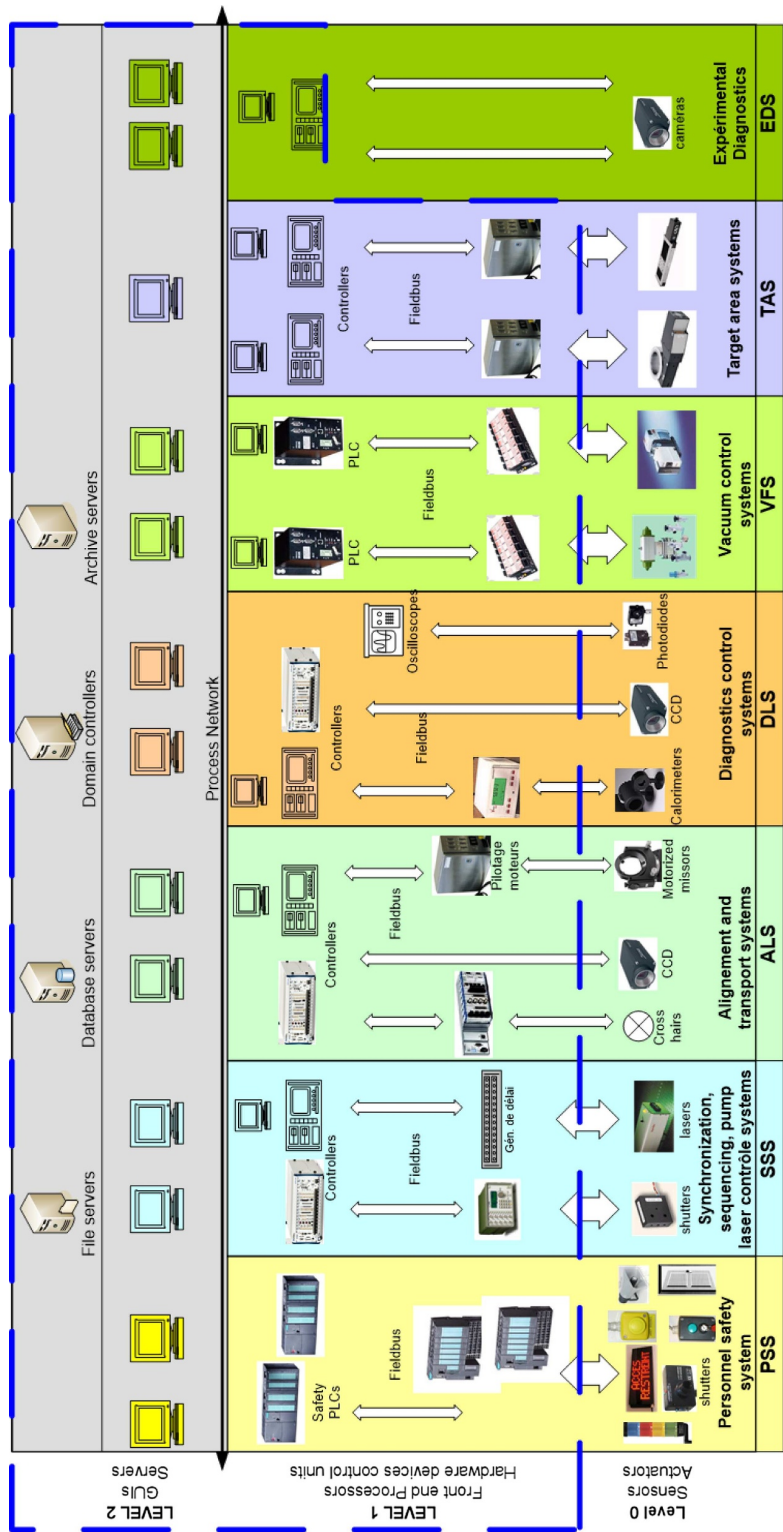 LEVEL 2
GUIs
Servers
File servers
Database servers
Domain controllers
Archive servers
Process Network
LEVEL 1
Front end Processors
Hardware devices control units
Safety
PLCs
Fieldbus
Controllers
Fieldbus
Gén. de délai
Controllers
Fieldbus
Pilotage
moteurs
Controllers
Fieldbus
Oscilloscopes
PLC
PLC
Fieldbus
Controllers
Fieldbus
Level 0
Sensors
Actuators
ACCES
RESTREINT
shutters
shutters
lasers
Cross
hairs
CCD
Motorized
missors
Calorimeters
CCD
Photodiodes
caméras
Personnel safety
system
PSS
Synchronization,
sequencing, pump
laser contrôle systems
SSS
Alignement and
transport systems
ALS
Diagnostics control
systems
DLS
Vacuum control
systems
VFS
Target area systems
TAS
Expérimental
Diagnostics
EDS